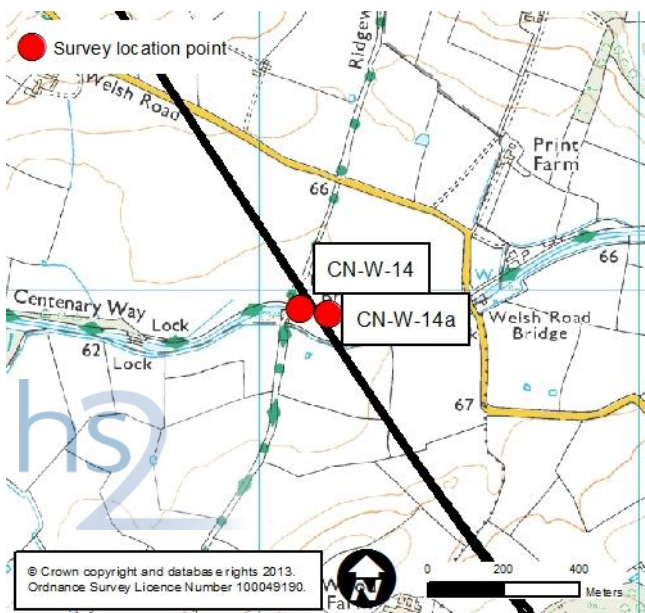 Survey location point
Welsh Road
Ridgew
Print
Farm
66
CN-W-14
66
Centenary Way
Lock
CN-W-14a
W
Welsh Road
Bridge
62
Lock
67
hs2
© Crown copyright and database rights 2013.
Ordnance Survey Licence Number 100049190.
Farm
0 200 400
Meters